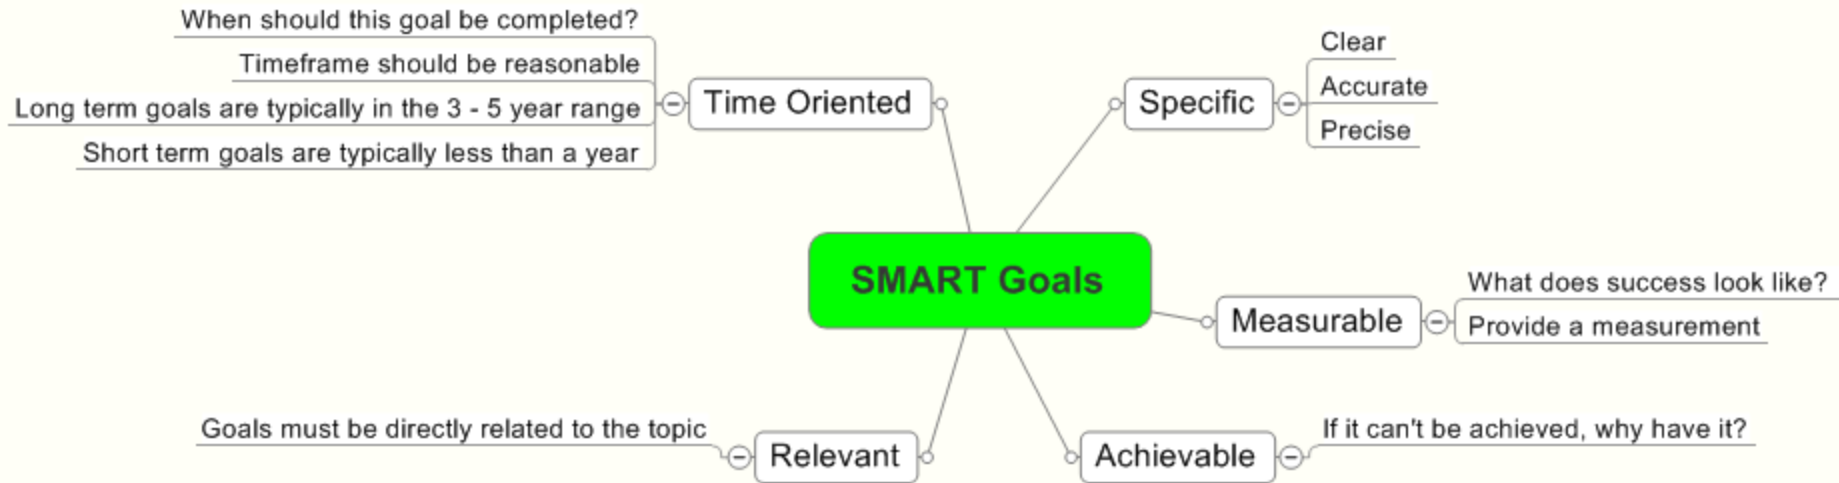 SMART Goals
Specific
Clear
Accurate
Precise
Measurable
What does success look like?
Provide a measurement
Achievable
If it can't be achieved, why have it?
Relevant
Goals must be directly related to the topic
Time Oriented
When should this goal be completed?
Timeframe should be reasonable
Long term goals are typically in the 3 - 5 year range
Short term goals are typically less than a year